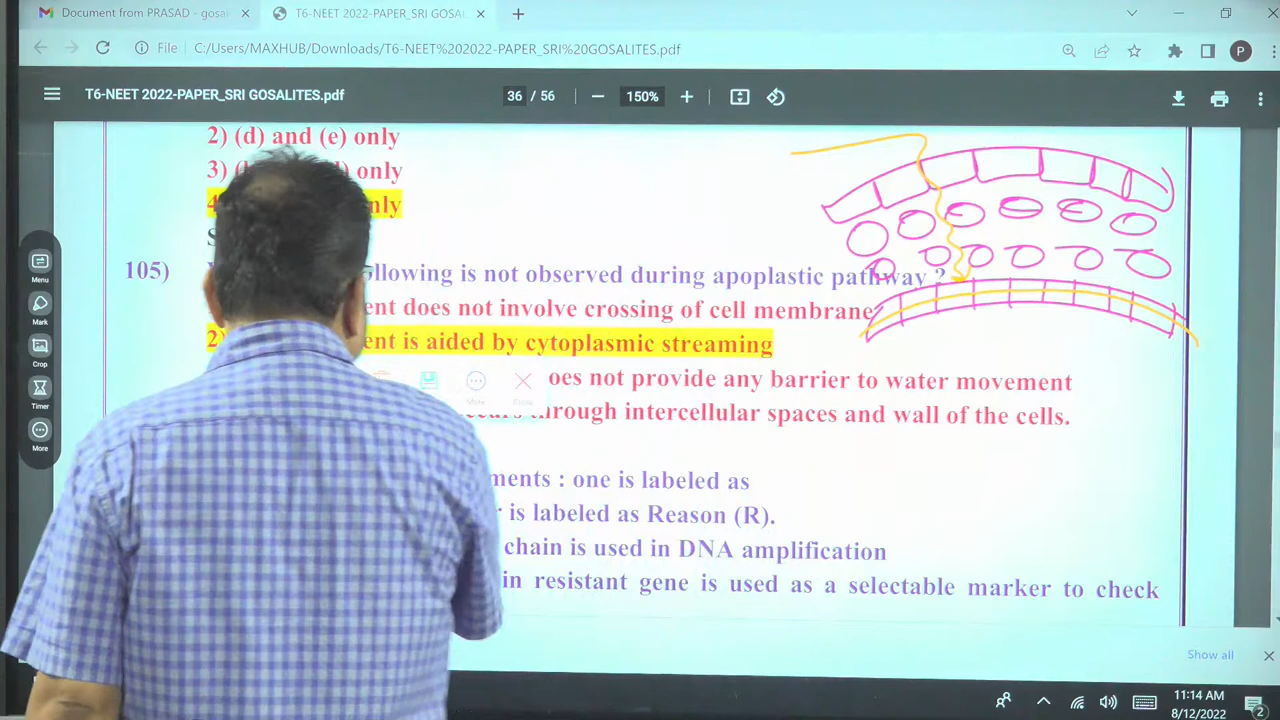 Document from PRASAD - gosai
T6-NEET 2022-PAPER_SRI GOSAL
File
C:/Users/MAXHUB/Downloads/T6-NEET%202022-PAPER_SRI%20GOSALITES.pdf
P
T6-NEET 2022-PAPER_SRI GOSALITES.pdf
36 / 56
150%
2) (d) and (e) only
3) only
4
105) ollowing is not observed during apoplastic pathway ?
ent does not involve crossing of cell membrane
2) ent is aided by cytoplasmic streaming
oes not provide any barrier to water movement
through intercellular spaces and wall of the cells.
ments : one is labeled as
is labeled as Reason (R).
chain is used in DNA amplification
in resistant gene is used as a selectable marker to check
Menu
Mark
Crop
Timer
More
More
Show all
11:14 AM
8/12/2022
2